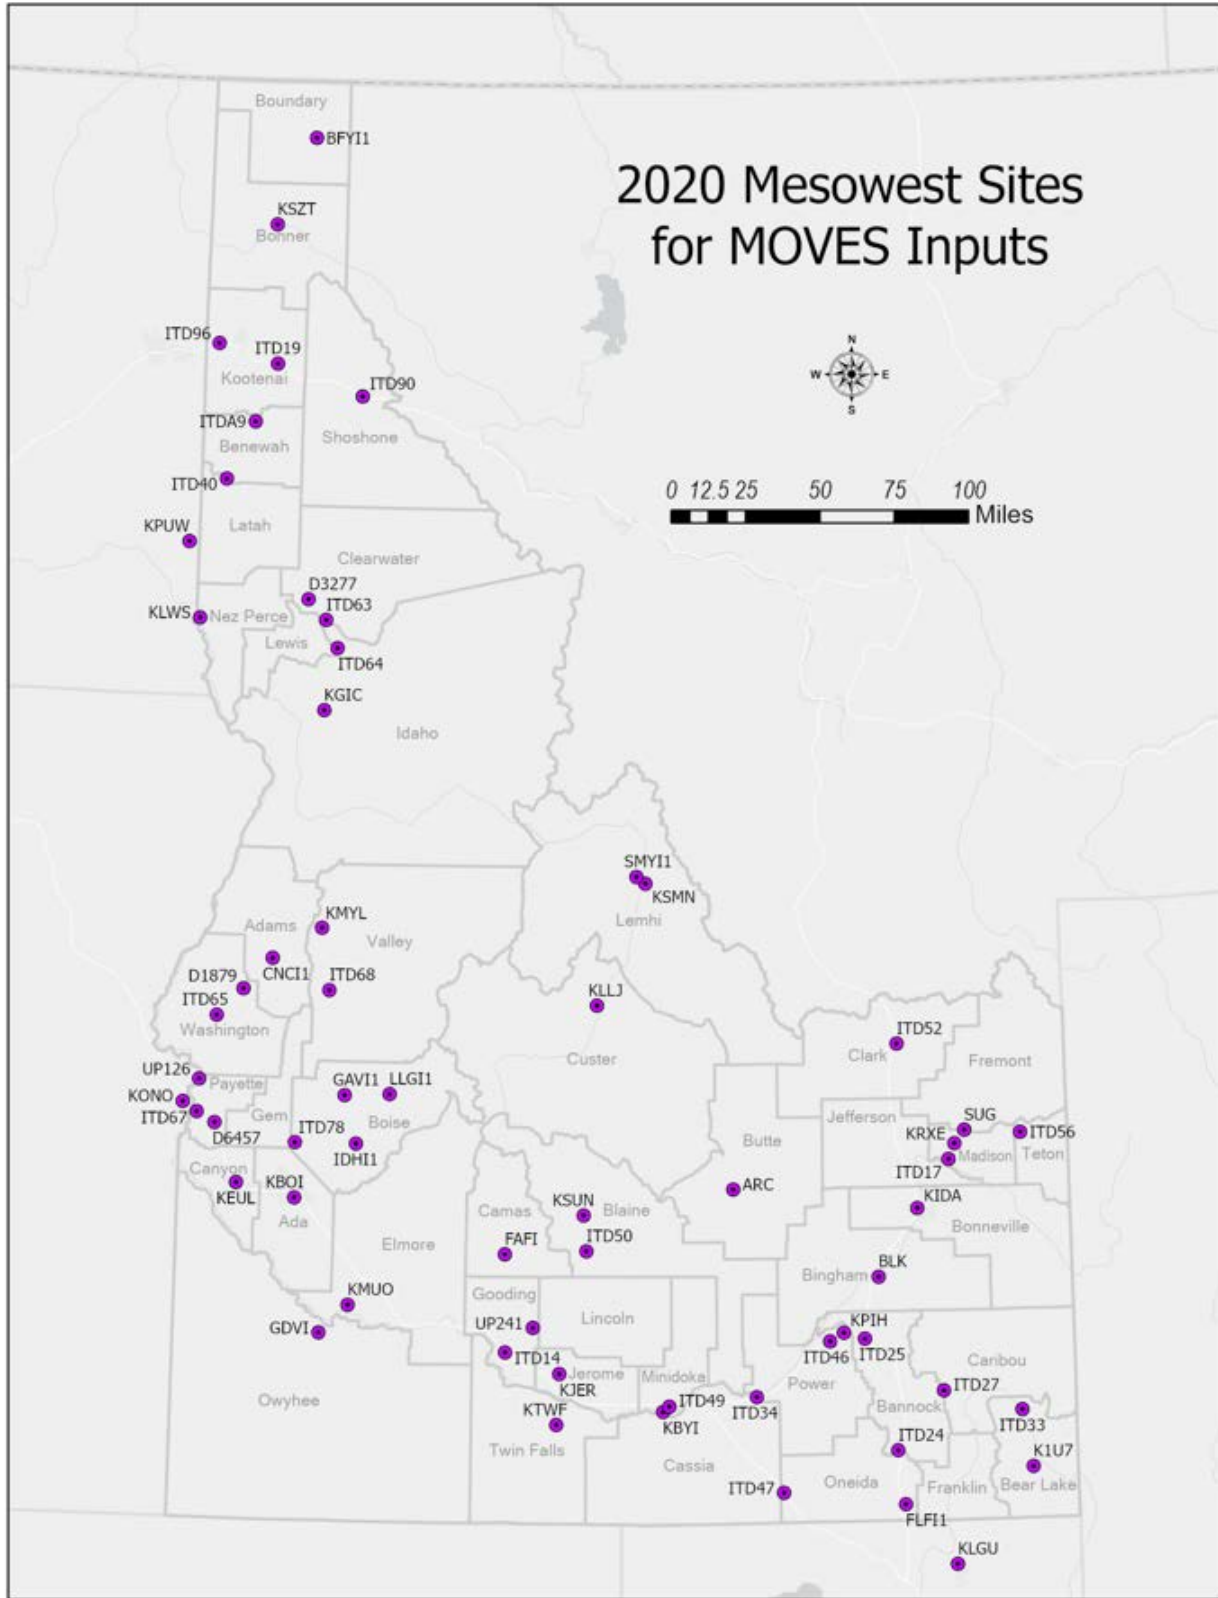 Boundary
BFYI1
2020 Mesowest Sites
for MOVES Inputs
KSZT
Bonner
ITD96
ITD19
Kootenai
ITD90
N
W
E
S
ITDA9
Benewah
Shoshone
ITD40
0 12.5 25 50 75 100
Miles
KPUW
Latah
Clearwater
D3277
KLWS
Nez Perce
ITD63
Lewis
ITD64
KGIC
Idaho
SMYI1
KSMN
Lemhi
KMYL
Adams
Valley
CNCI1
D1879
ITD68
ITD65
Washington
KLLJ
ITD52
Clark
Custer
Fremont
UP126
Payette
KONO
GAVI1
LLGI1
ITD67
Gem
Boise
D6457
ITD78
IDHI1
Jefferson
SUG
KRXE
ITD56
Butte
Madison
Teton
ITD17
Canyon
KEUL
KBOI
Ada
ARC
KSUN
Blaine
Camas
KIDA
Bonneville
Elmore
FAFI
ITD50
BLK
Bingham
KMUO
Gooding
Lincoln
GDVI
UP241
KPIH
ITD46
ITD25
ITD14
Jerome
Minidoka
Power
Caribou
KJER
Owyhee
ITD49
ITD34
ITD27
Bannock
ITD33
KTWF
KBYI
Twin Falls
ITD24
K1U7
Cassia
Oneida
ITD47
Franklin
Bear Lake
FLFI1
KLGU